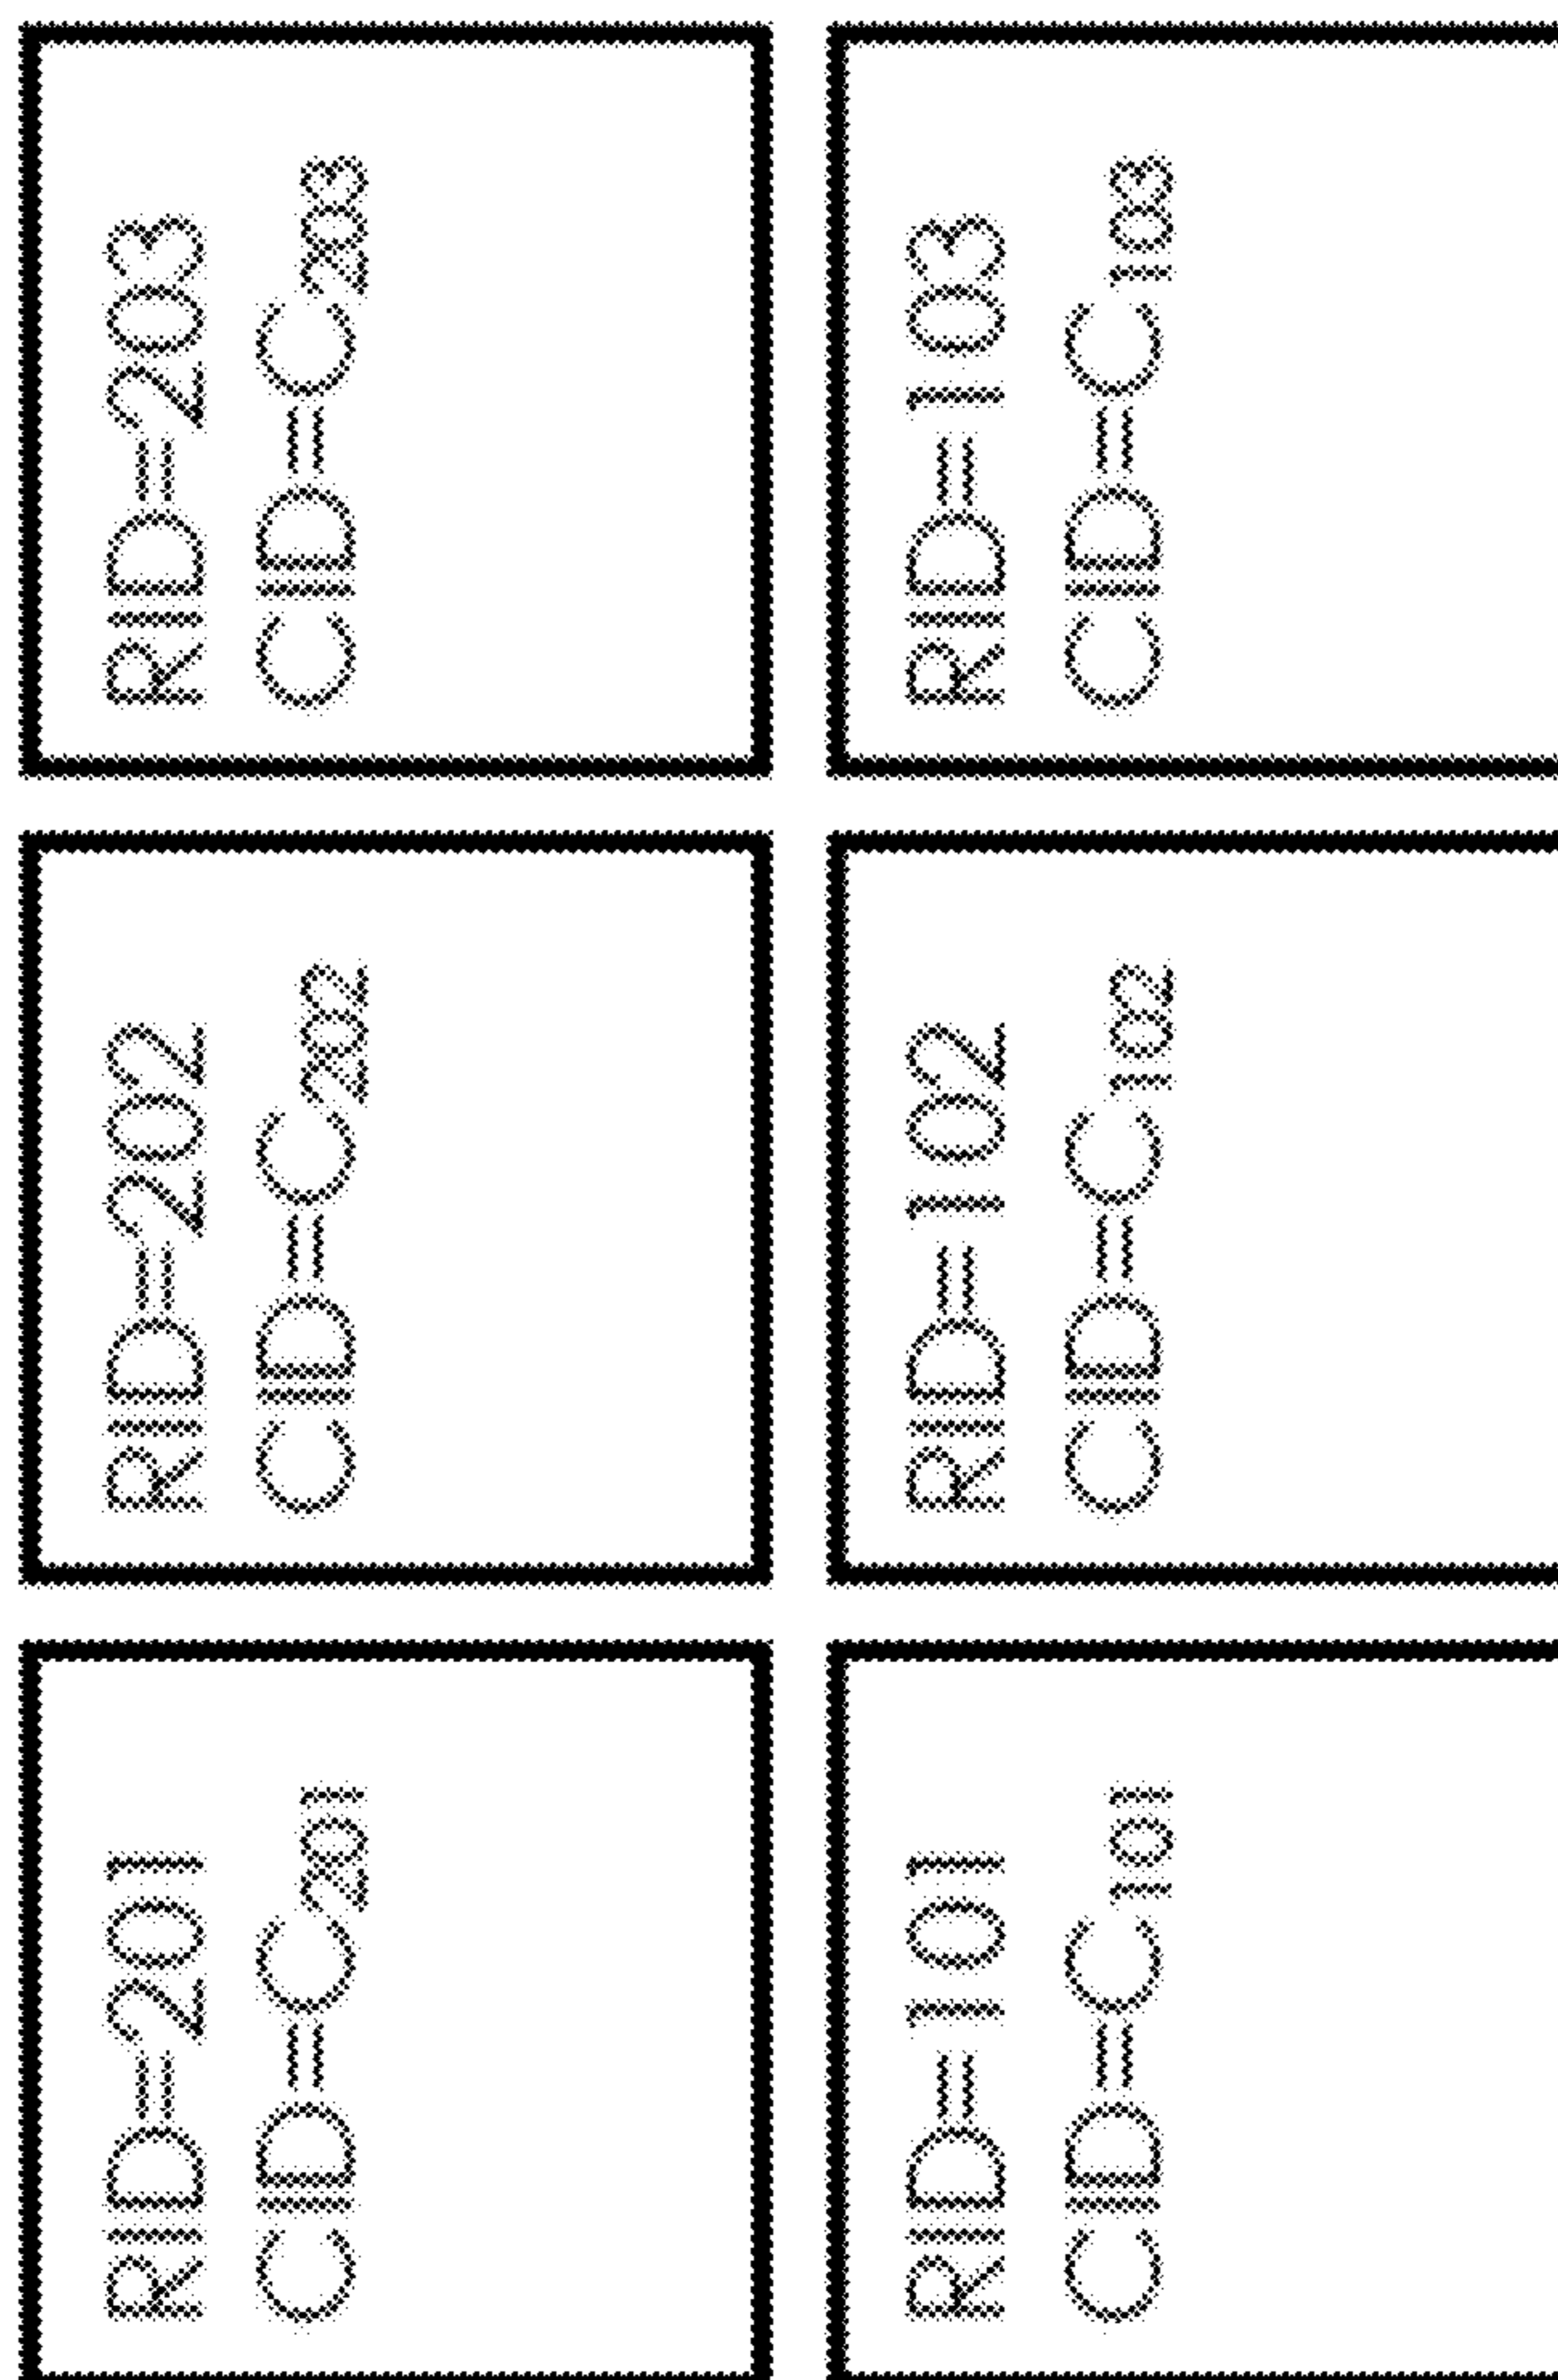 RID=201
CID=C₂₀₁
RID=202
CID=C₂₀₂
RID=203
CID=C₂₀₃
RID=101
CID=C₁₀₁
RID=102
CID=C₁₀₂
RID=103
CID=C₁₀₃